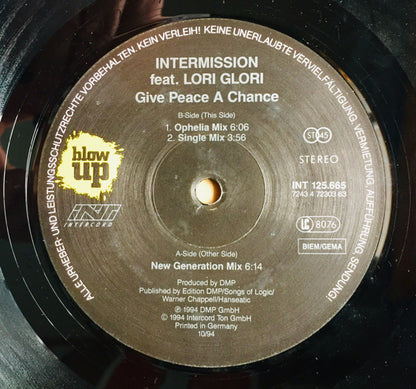 ALLE URHEBER- UND LEISTUNGSSCHUTZRECHTE VORBEHALTEN. KEIN VERLEIH! KEINE UNERLAUBTE VERVIELFÄLTIGUNG, VERMIETUNG, AUFFÜHRUNG, SENDUNG!
INTERMISSION
feat. LORI GLORI
Give Peace A Chance
B-Side (This Side)
1. Ophelia Mix 6:06
2. Single Mix 3:56
blow
up
INT
INTERCORD
ST 45
STEREO
INT 125.665
7243 4 72303 63
LC 8076
BIEM/GEMA
A-Side (Other Side)
New Generation Mix 6:14
Produced by DMP
Published by Edition DMP/Songs of Logic/
Warner Chappell/Hanseatic
℗ 1994 DMP GmbH
© 1994 Intercord Ton GmbH
Printed in Germany
10/94